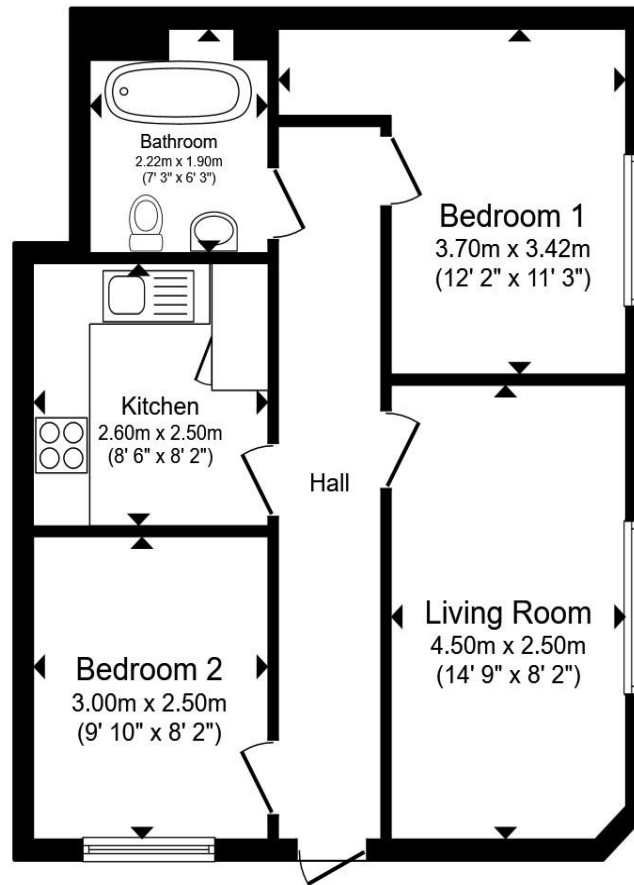 Bathroom
2.22m x 1.90m
(7' 3" x 6' 3")
Bedroom 1
3.70m x 3.42m
(12' 2" x 11' 3")
Kitchen
2.60m x 2.50m
(8' 6" x 8' 2")
Hall
Living Room
4.50m x 2.50m
(14' 9" x 8' 2")
Bedroom 2
3.00m x 2.50m
(9' 10" x 8' 2")